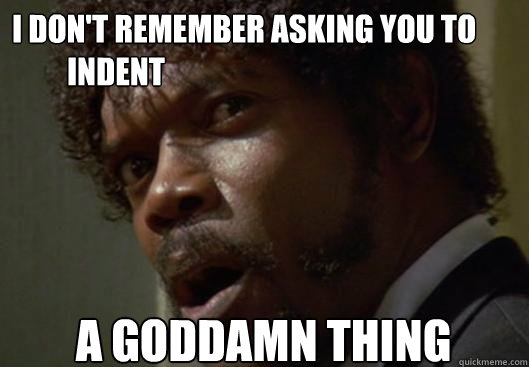 I DON'T REMEMBER ASKING YOU TO
INDENT
A GODDAMN THING
quickmeme.com